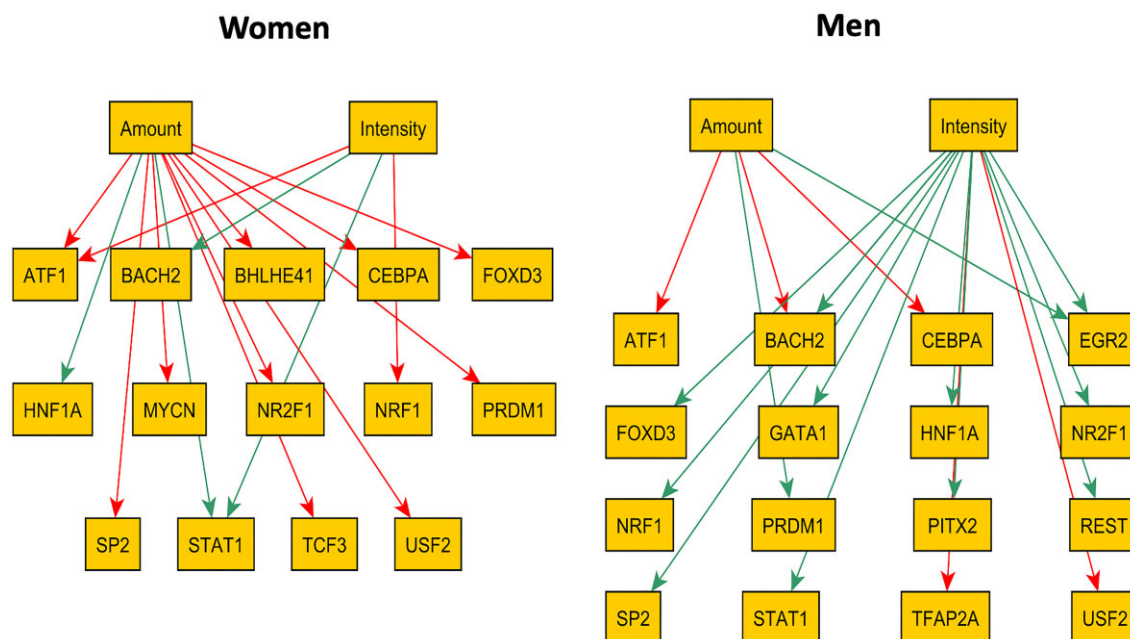 Women
Amount
Intensity
ATF1
BACH2
BHLHE41
CEBPA
FOXD3
HNF1A
MYCN
NR2F1
NRF1
PRDM1
SP2
STAT1
TCF3
USF2
Men
Amount
Intensity
ATF1
BACH2
CEBPA
EGR2
FOXD3
GATA1
HNF1A
NR2F1
NRF1
PRDM1
PITX2
REST
SP2
STAT1
TFAP2A
USF2